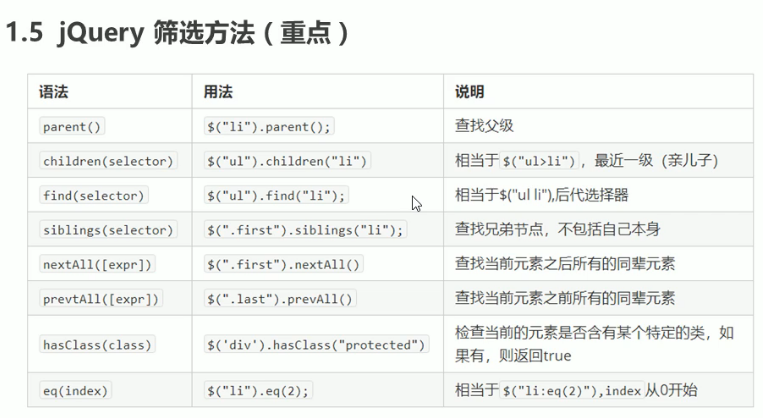 1.5 jQuery 筛选方法（重点）
语法 用法 说明
parent() $("li").parent(); 查找父级
children(selector) $("ul").children("li") 相当于$("ul>li")，最近一级（亲儿子）
find(selector) $("ul").find("li"); 相当于$("ul li"),后代选择器
siblings(selector) $(".first").siblings("li"); 查找兄弟节点，不包括自己本身
nextAll([expr]) $(".first").nextAll() 查找当前元素之后所有的同辈元素
prevtAll([expr]) $(".last").prevAll() 查找当前元素之前所有的同辈元素
hasClass(class) $('div').hasClass("protected") 检查当前的元素是否含有某个特定的类，如
果有，则返回true
eq(index) $("li").eq(2); 相当于$("li:eq(2)"),index 从0开始